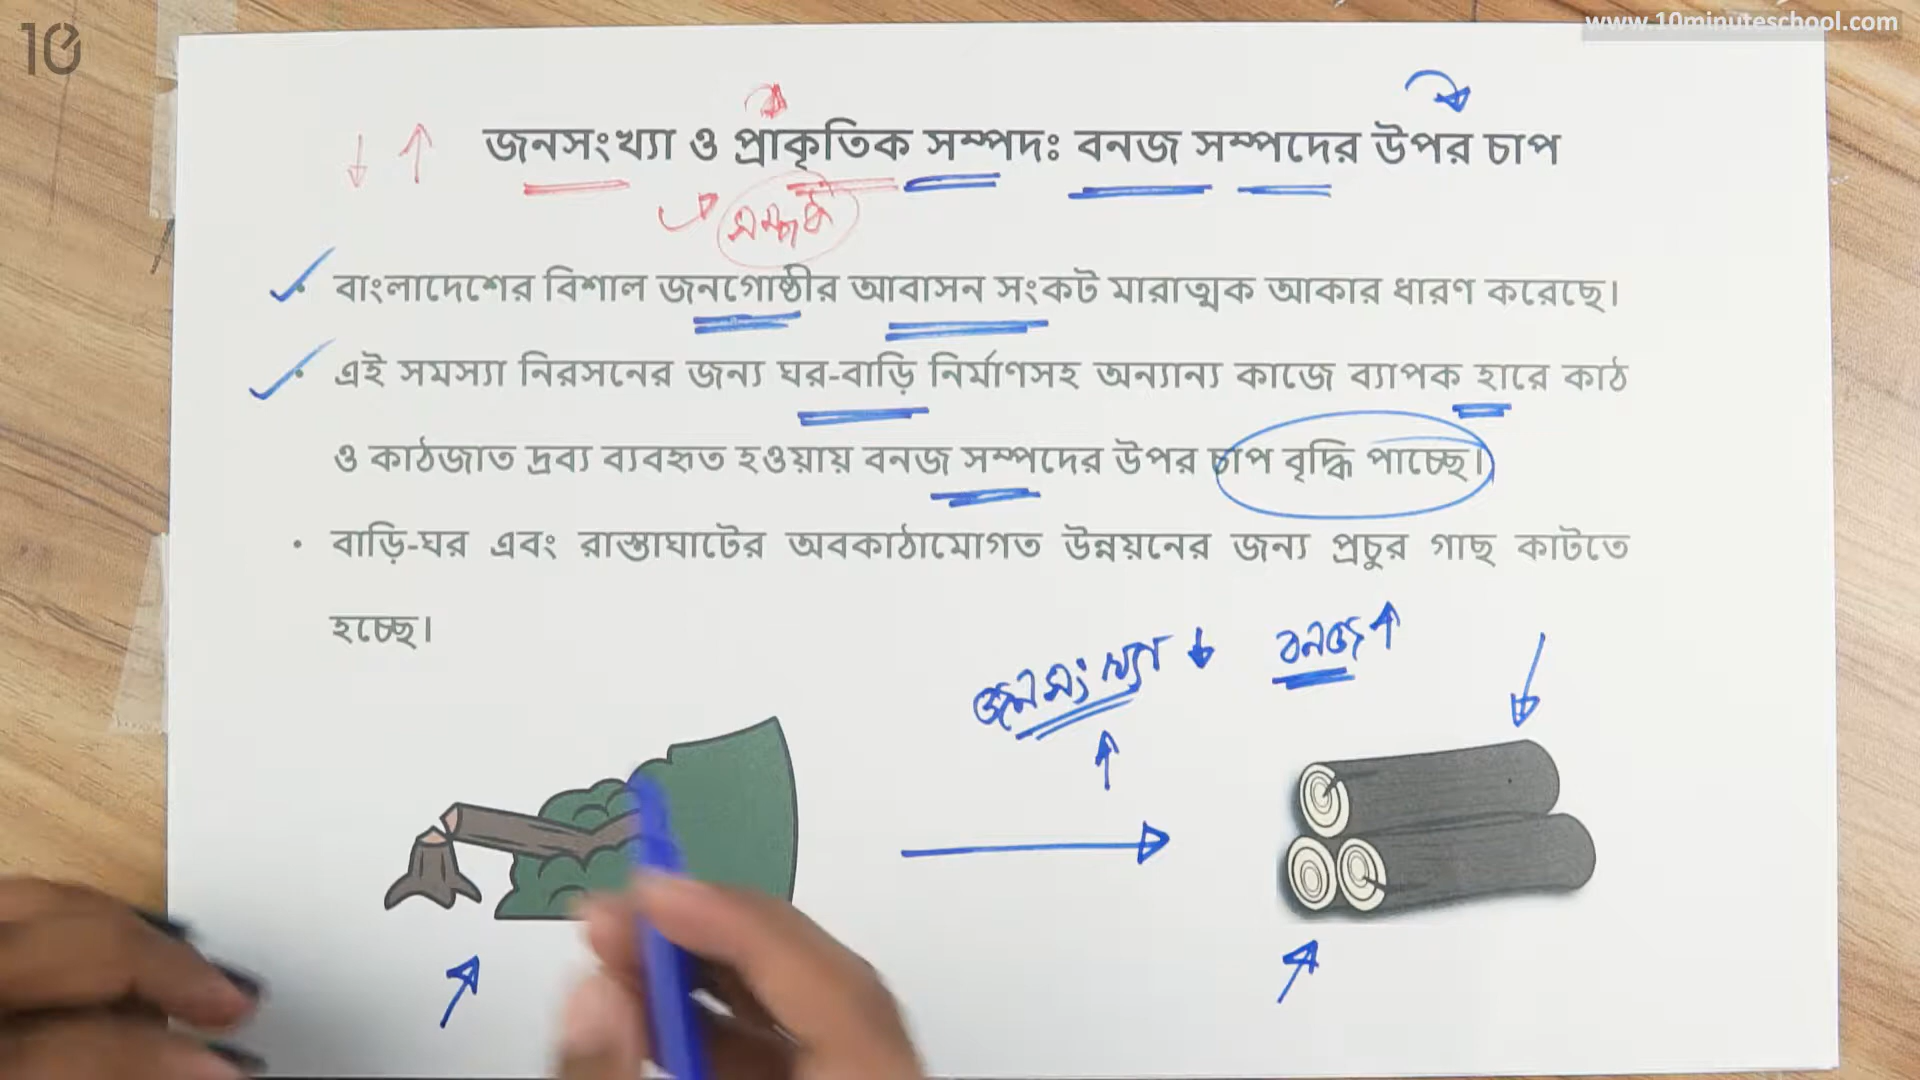 10
www.10minuteschool.com
জনসংখ্যা ও প্রাকৃতিক সম্পদঃ বনজ সম্পদের উপর চাপ
বাংলাদেশের বিশাল জনগোষ্ঠীর আবাসন সংকট মারাত্মক আকার ধারণ করেছে।
এই সমস্যা নিরসনের জন্য ঘর-বাড়ি নির্মাণসহ অন্যান্য কাজে ব্যাপক হারে কাঠ
ও কাঠজাত দ্রব্য ব্যবহৃত হওয়ায় বনজ সম্পদের উপর চাপ বৃদ্ধি পাচ্ছে।
• বাড়ি-ঘর এবং রাস্তাঘাটের অবকাঠামোগত উন্নয়নের জন্য প্রচুর গাছ কাটতে
হচ্ছে।
জনসংখ্যা ↓ বনজ ↑